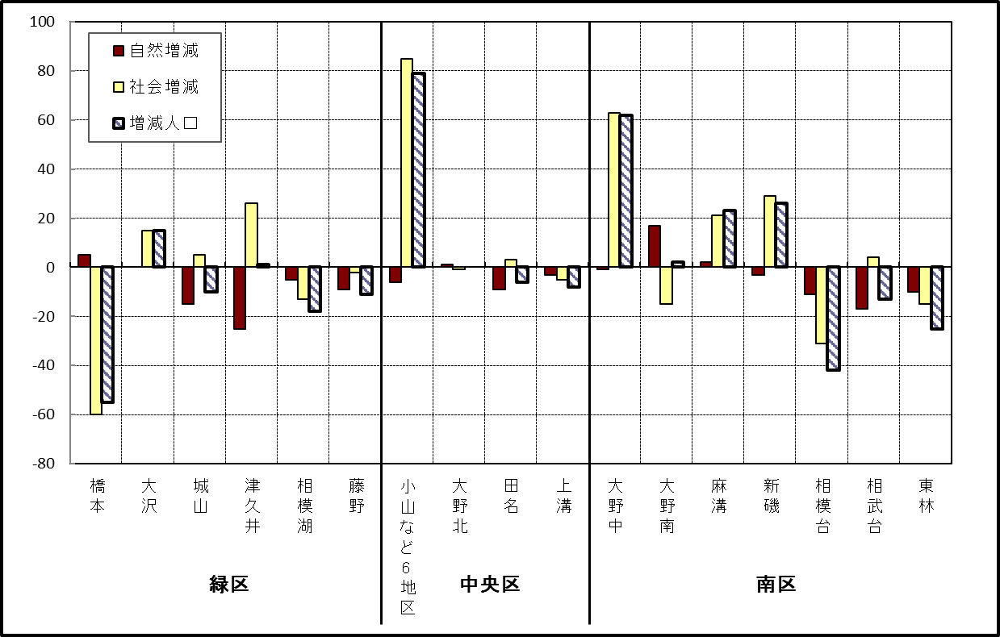 100
80
60
40
20
0
-20
-40
-60
-80
自然増減
社会増減
増減人口
橋本
大沢
城山
津久井
相模湖
藤野
小山など6地区
大野北
田名
上溝
大野中
大野南
麻溝
新磯
相模台
相武台
東林
緑区
中央区
南区